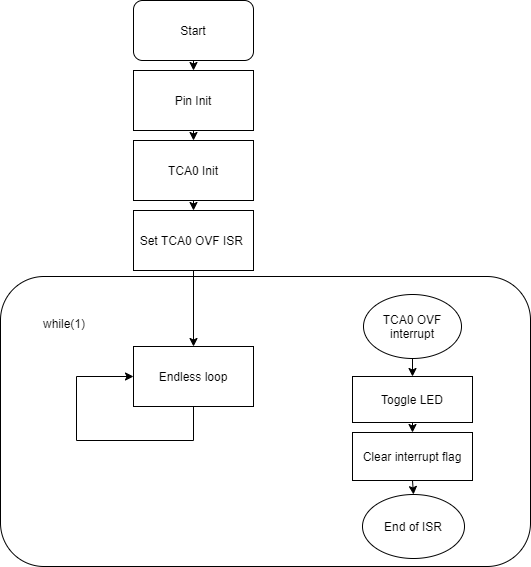 Start
Pin Init
TCA0 Init
Set TCA0 OVF ISR
while(1)
Endless loop
TCA0 OVF
interrupt
Toggle LED
Clear interrupt flag
End of ISR